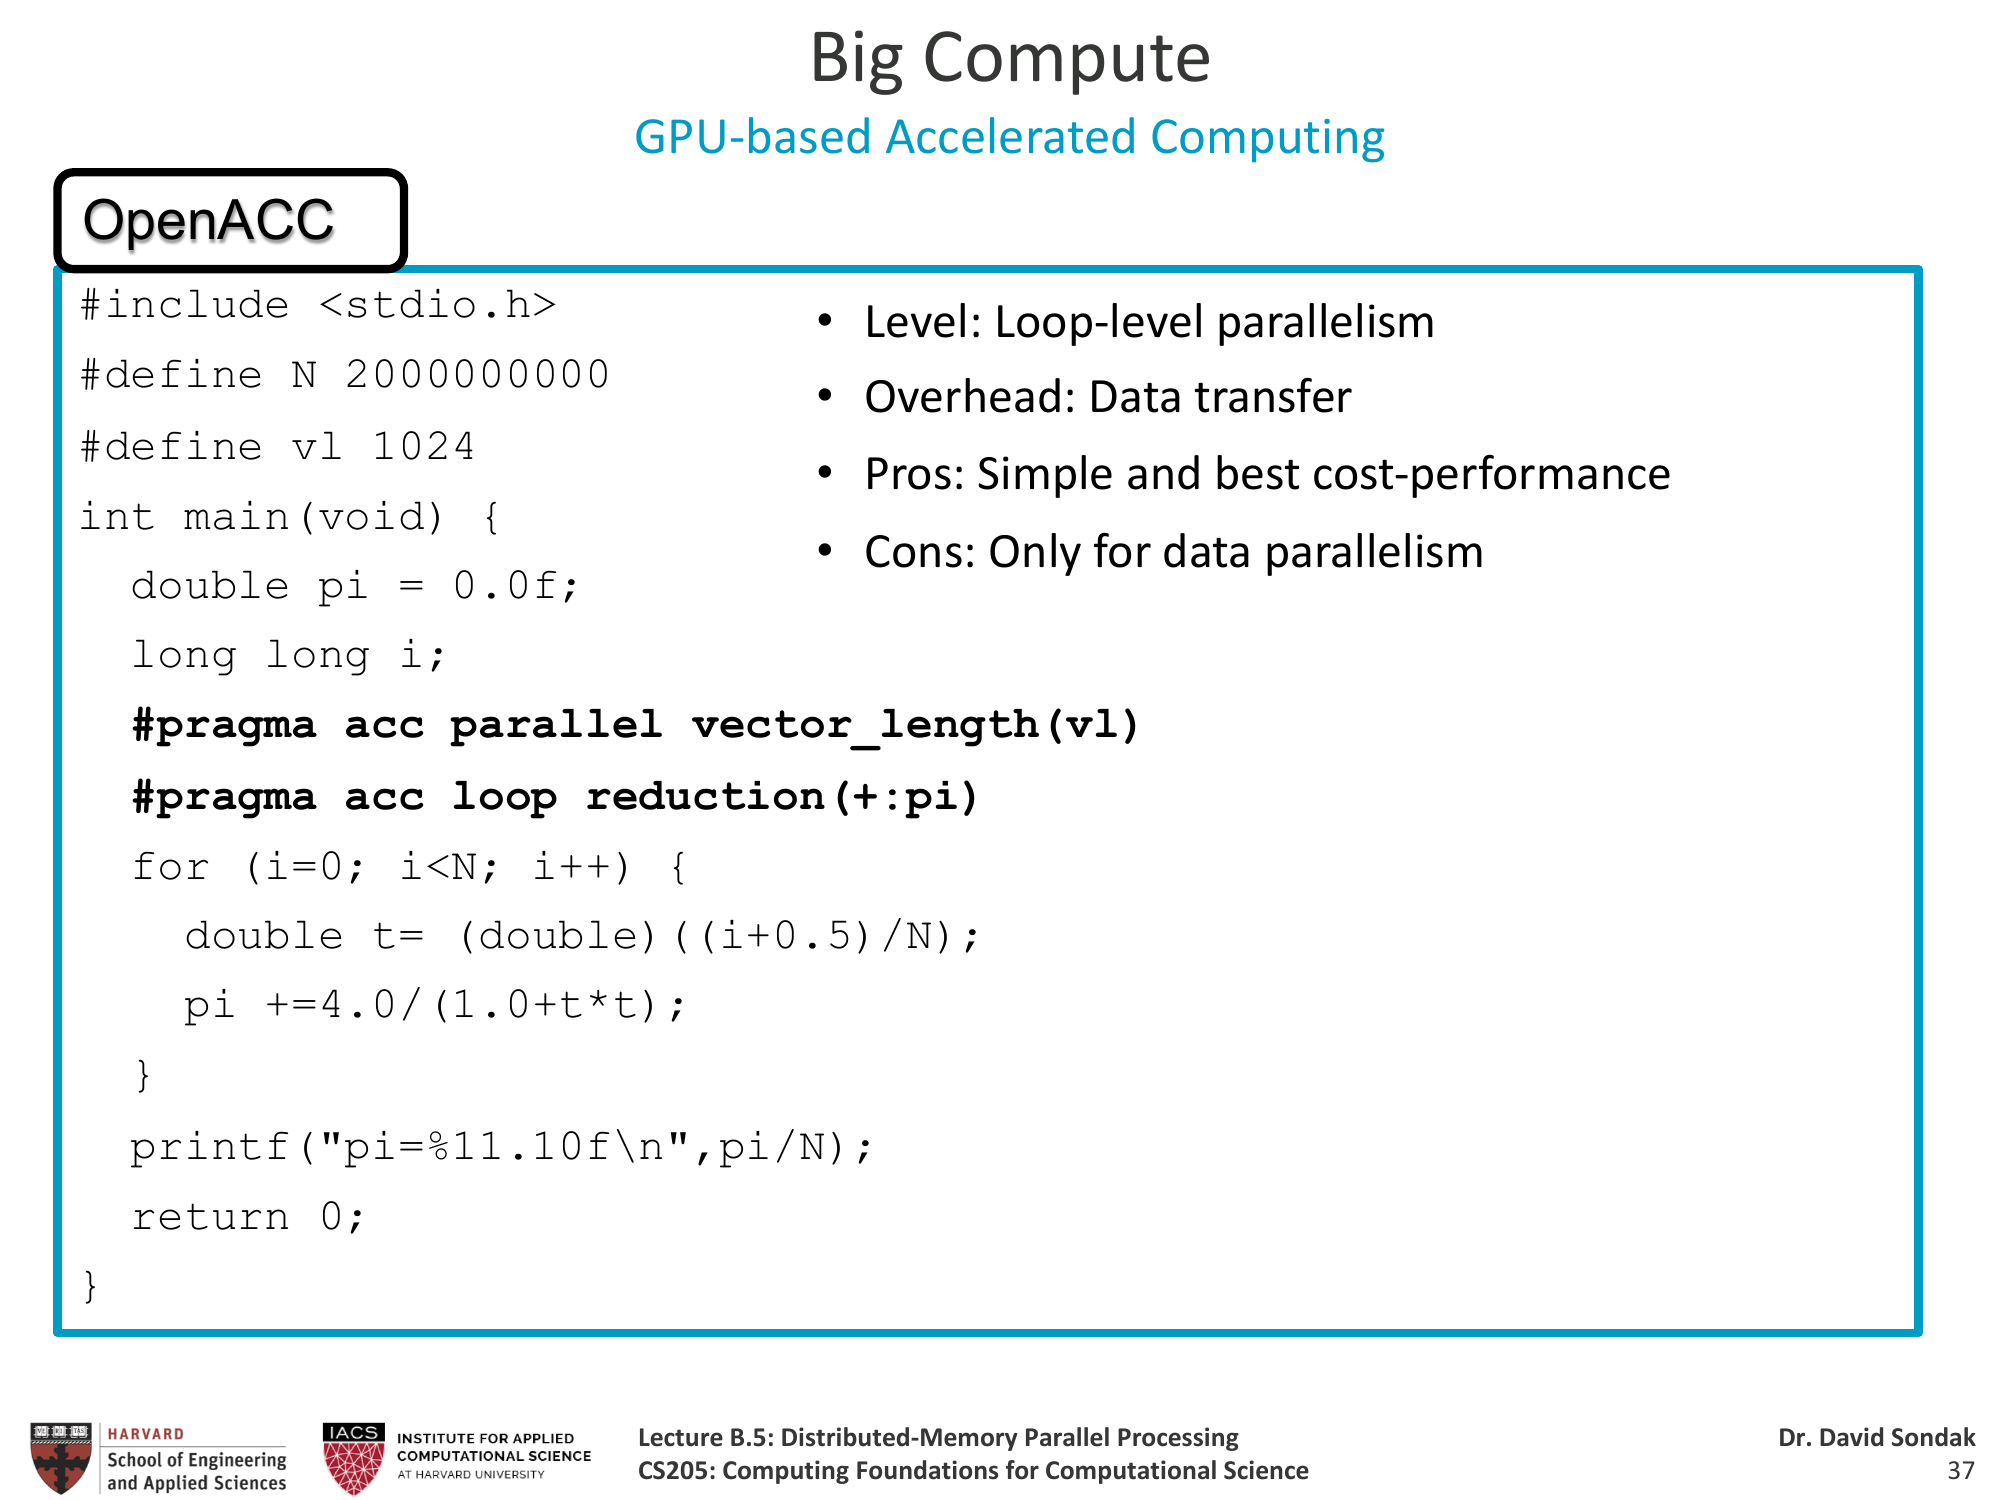 Big Compute
GPU-based Accelerated Computing
OpenACC
#include <stdio.h>
#define N 2000000000
#define vl 1024
int main(void) {
  double pi = 0.0f;
  long long i;
  #pragma acc parallel vector_length(vl)
  #pragma acc loop reduction(+:pi)
  for (i=0; i<N; i++) {
    double t= (double)((i+0.5)/N);
    pi +=4.0/(1.0+t*t);
  }
  printf("pi=%11.10f\n",pi/N);
  return 0;
}
• Level: Loop-level parallelism
• Overhead: Data transfer
• Pros: Simple and best cost-performance
• Cons: Only for data parallelism
HARVARD
School of Engineering
and Applied Sciences
IACS
INSTITUTE FOR APPLIED
COMPUTATIONAL SCIENCE
AT HARVARD UNIVERSITY
Lecture B.5: Distributed-Memory Parallel Processing
CS205: Computing Foundations for Computational Science
Dr. David Sondak
37